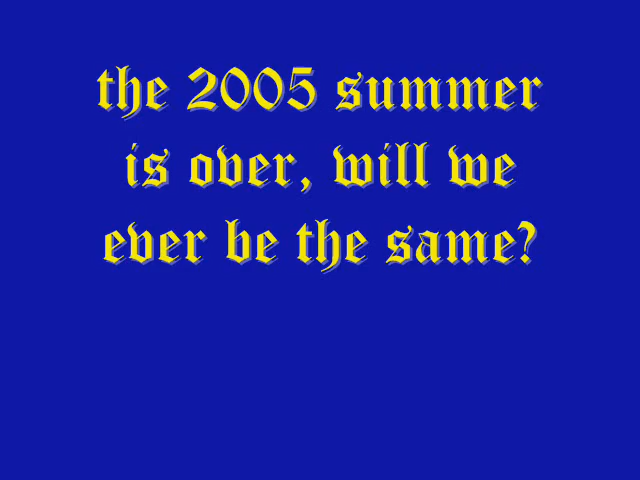 the 2005 summer
is over, will we
ever be the same?